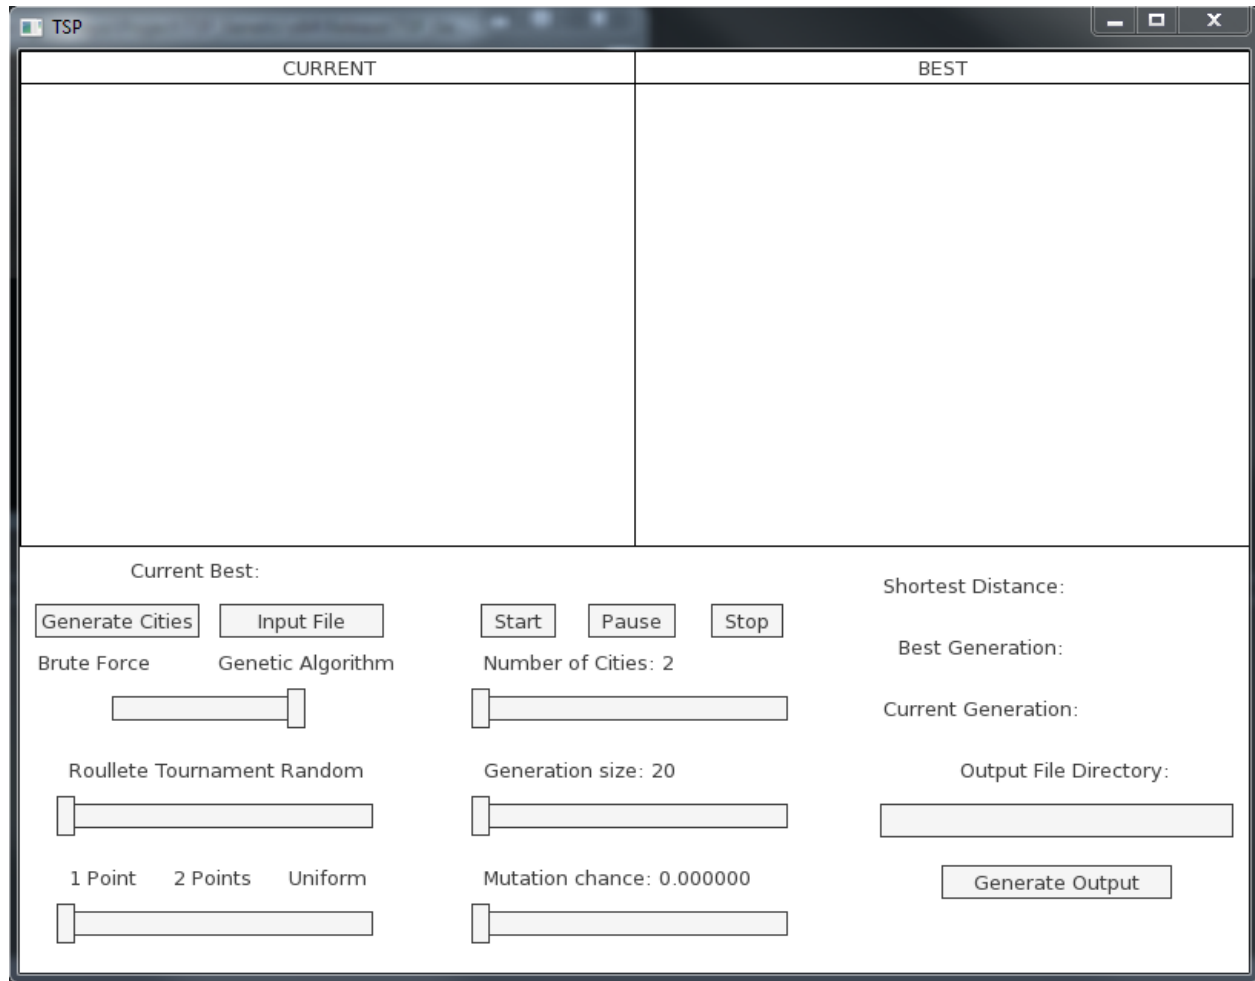 TSP
CURRENT
BEST
Current Best:
Generate Cities
Input File
Start
Pause
Stop
Shortest Distance:
Brute Force
Genetic Algorithm
Number of Cities: 2
Best Generation:
Current Generation:
Roullete Tournament Random
Generation size: 20
Output File Directory:
1 Point
2 Points
Uniform
Mutation chance: 0.000000
Generate Output